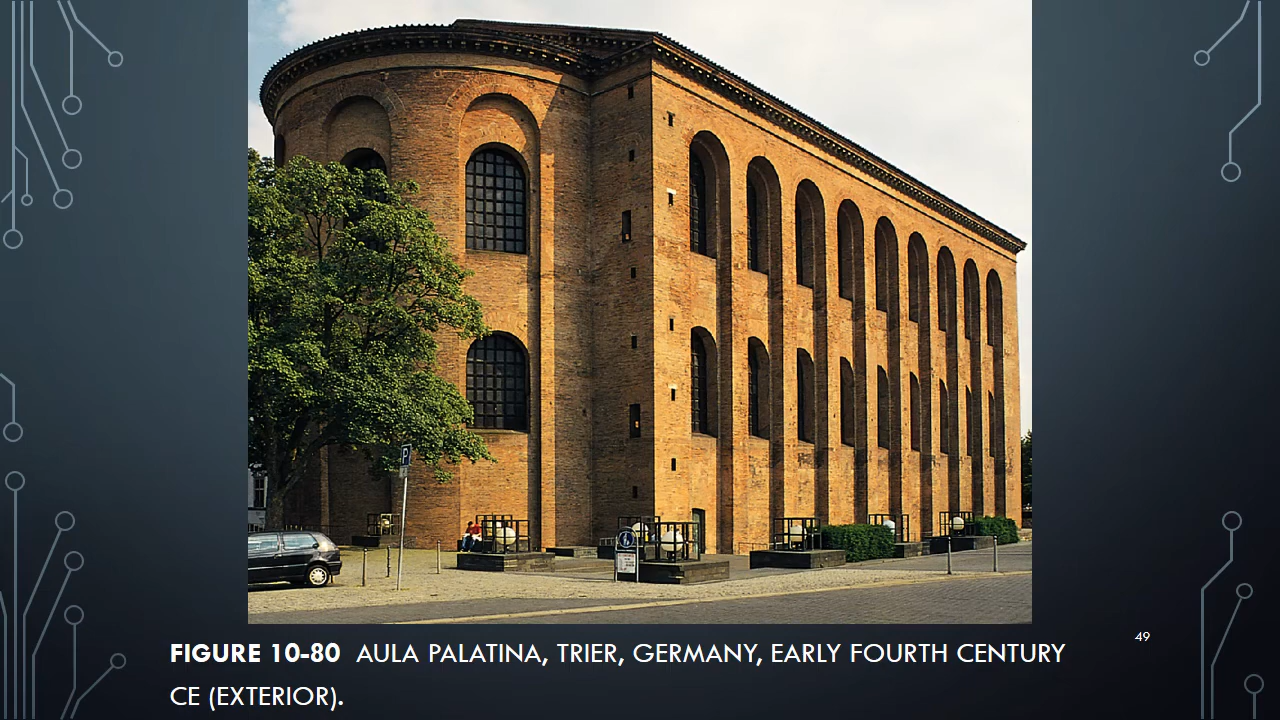 P
49
FIGURE 10-80 AULA PALATINA, TRIER, GERMANY, EARLY FOURTH CENTURY
CE (EXTERIOR).